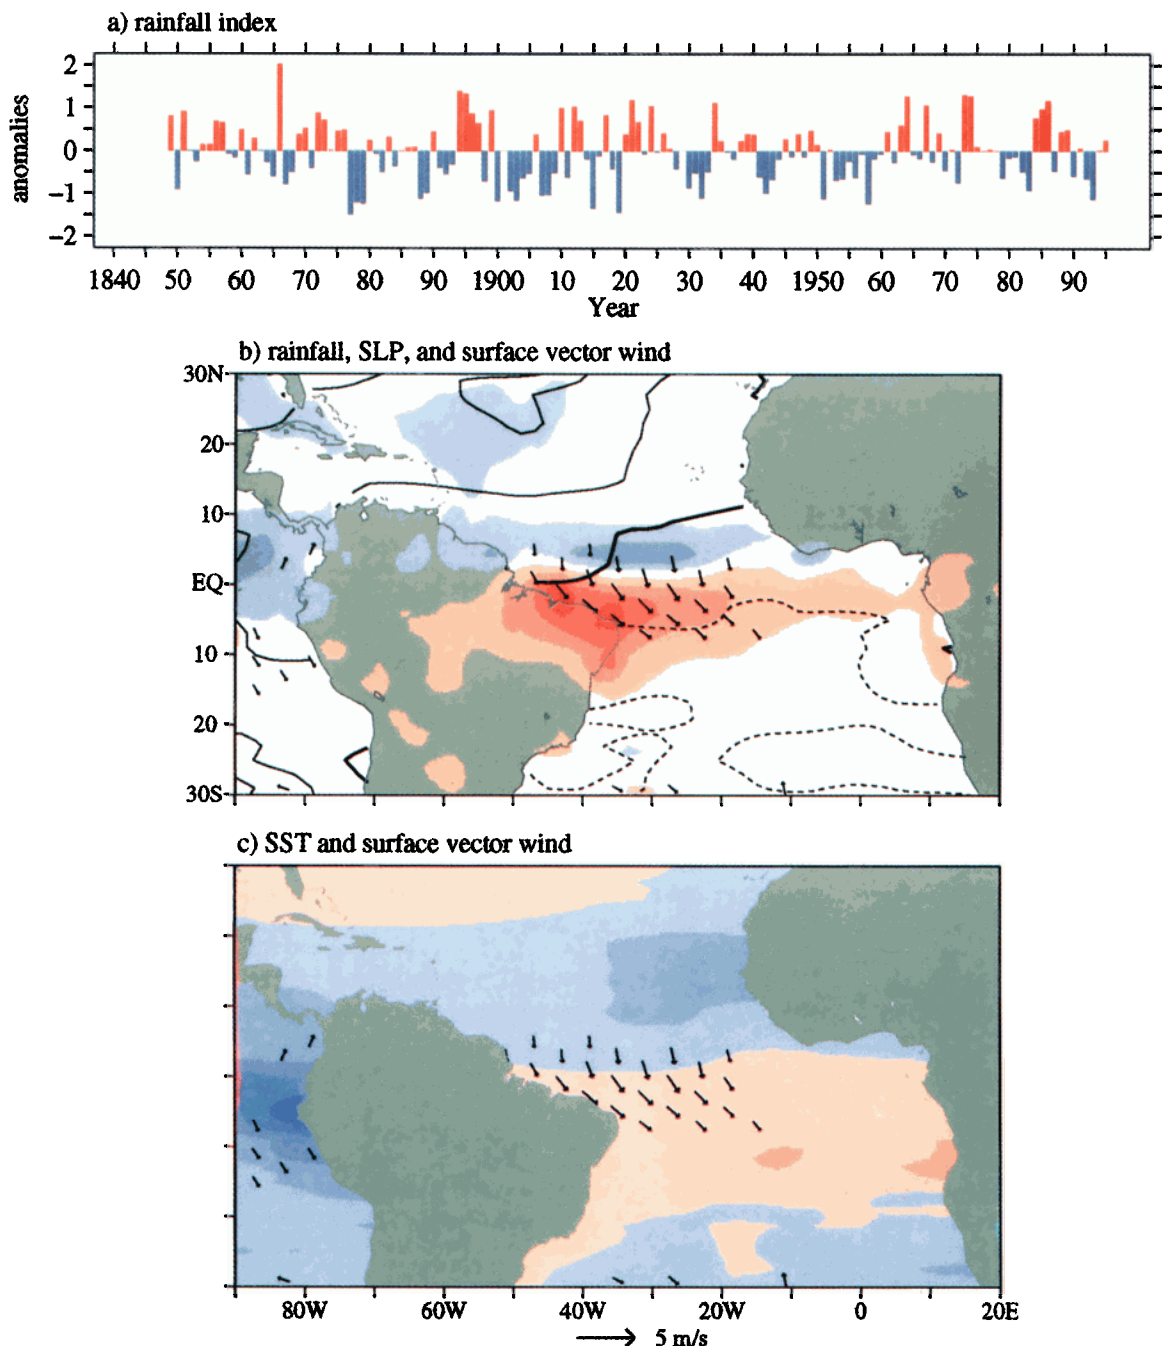 a) rainfall index
anomalies
2
1
0
−1
−2
1840 50 60 70 80 90 1900 10 20 30 40 1950 60 70 80 90
Year
b) rainfall, SLP, and surface vector wind
30N
20
10
EQ
10
20
30S
c) SST and surface vector wind
80W 60W 40W 20W 0 20E
5 m/s